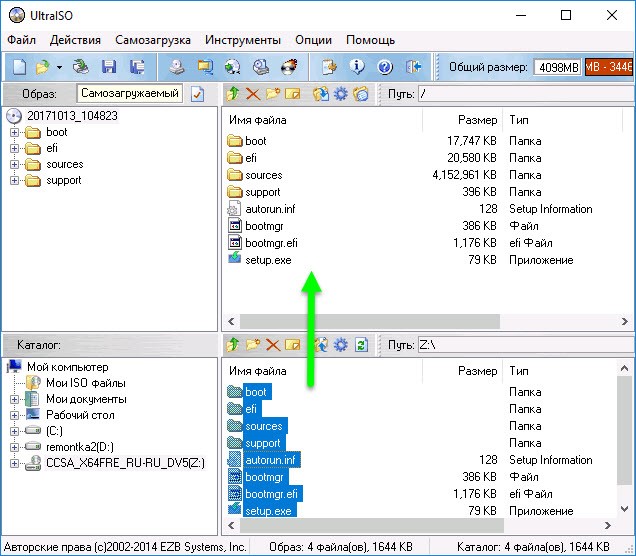 UltraISO
Файл Действия Самозагрузка Инструменты Опции Помощь
Общий размер: 4098MB MB - 3446
Образ: Самозагружаемый Путь: /
20171013_104823
boot
efi
sources
support
Имя файла Размер Тип
boot 17,747 KB Папка
efi 20,580 KB Папка
sources 4,152,961 KB Папка
support 396 KB Папка
autorun.inf 128 Setup Information
bootmgr 386 KB Файл
bootmgr.efi 1,176 KB efi Файл
setup.exe 79 KB Приложение
Каталог: Путь: Z:\
Мой компьютер
Мои ISO файлы
Мои документы
Рабочий стол
(C:)
remontka2(D:)
CCSA_X64FRE_RU-RU_DV5(Z:)
Имя файла Размер Тип
boot Папка
efi Папка
sources Папка
support Папка
autorun.inf 128 Setup Information
bootmgr 386 KB Файл
bootmgr.efi 1,176 KB efi Файл
setup.exe 79 KB Приложение
Авторские права (c)2002-2014 EZB Systems, Inc. Образ: 4 файла(ов), 1644 KB Каталог: 4 файла(ов), 1644 KB